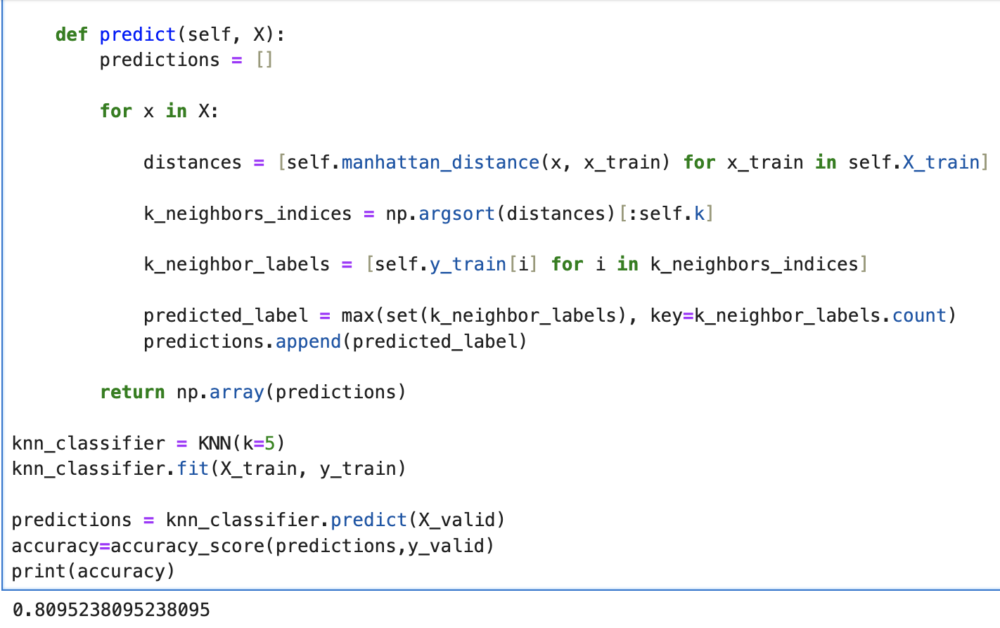 def predict(self, X):
predictions = []
for x in X:
distances = [self.manhattan_distance(x, x_train) for x_train in self.X_train]
k_neighbors_indices = np.argsort(distances)[:self.k]
k_neighbor_labels = [self.y_train[i] for i in k_neighbors_indices]
predicted_label = max(set(k_neighbor_labels), key=k_neighbor_labels.count)
predictions.append(predicted_label)
return np.array(predictions)
knn_classifier = KNN(k=5)
knn_classifier.fit(X_train, y_train)
predictions = knn_classifier.predict(X_valid)
accuracy=accuracy_score(predictions,y_valid)
print(accuracy)
0.8095238095238095